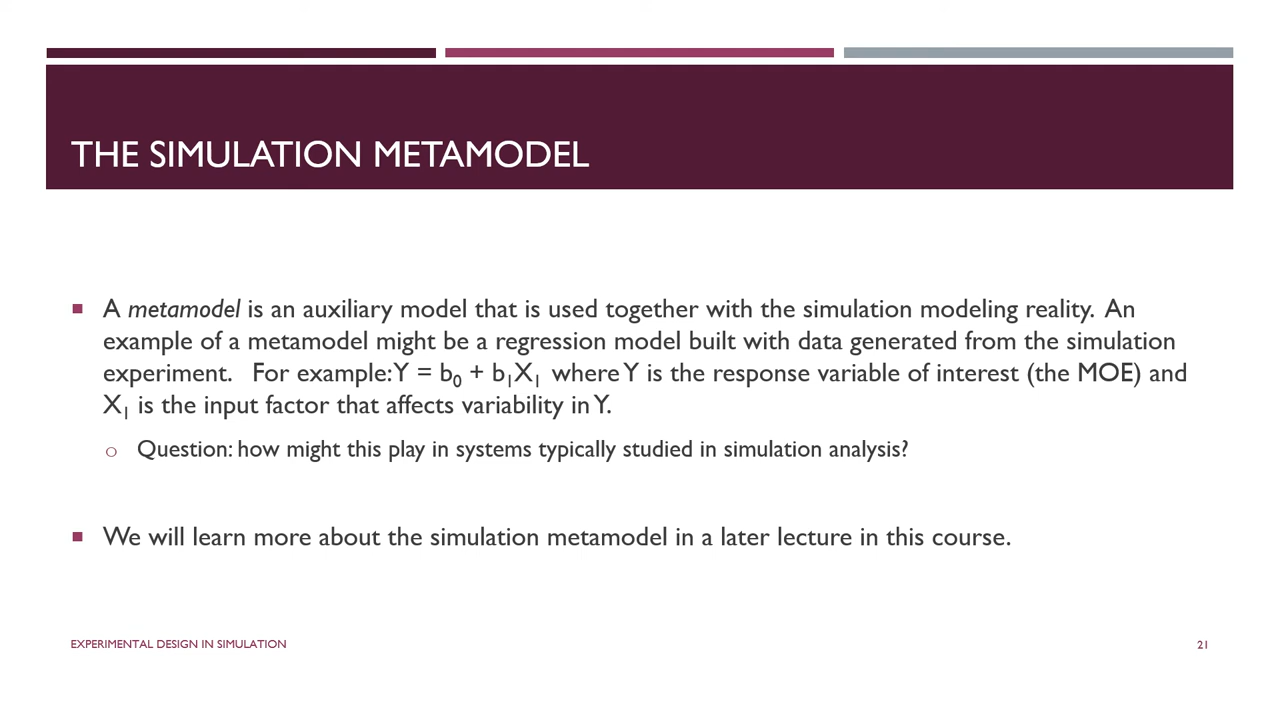 THE SIMULATION METAMODEL
■ A metamodel is an auxiliary model that is used together with the simulation modeling reality. An
example of a metamodel might be a regression model built with data generated from the simulation
experiment. For example: Y = b₀ + b₁X₁ where Y is the response variable of interest (the MOE) and
X₁ is the input factor that affects variability in Y.
o Question: how might this play in systems typically studied in simulation analysis?
■ We will learn more about the simulation metamodel in a later lecture in this course.
EXPERIMENTAL DESIGN IN SIMULATION
21